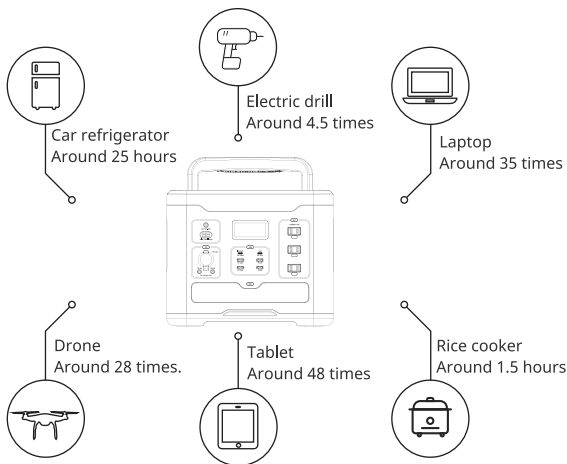 Electric drill
Around 4.5 times
Car refrigerator
Around 25 hours
Laptop
Around 35 times
Drone
Around 28 times.
Tablet
Around 48 times
Rice cooker
Around 1.5 hours